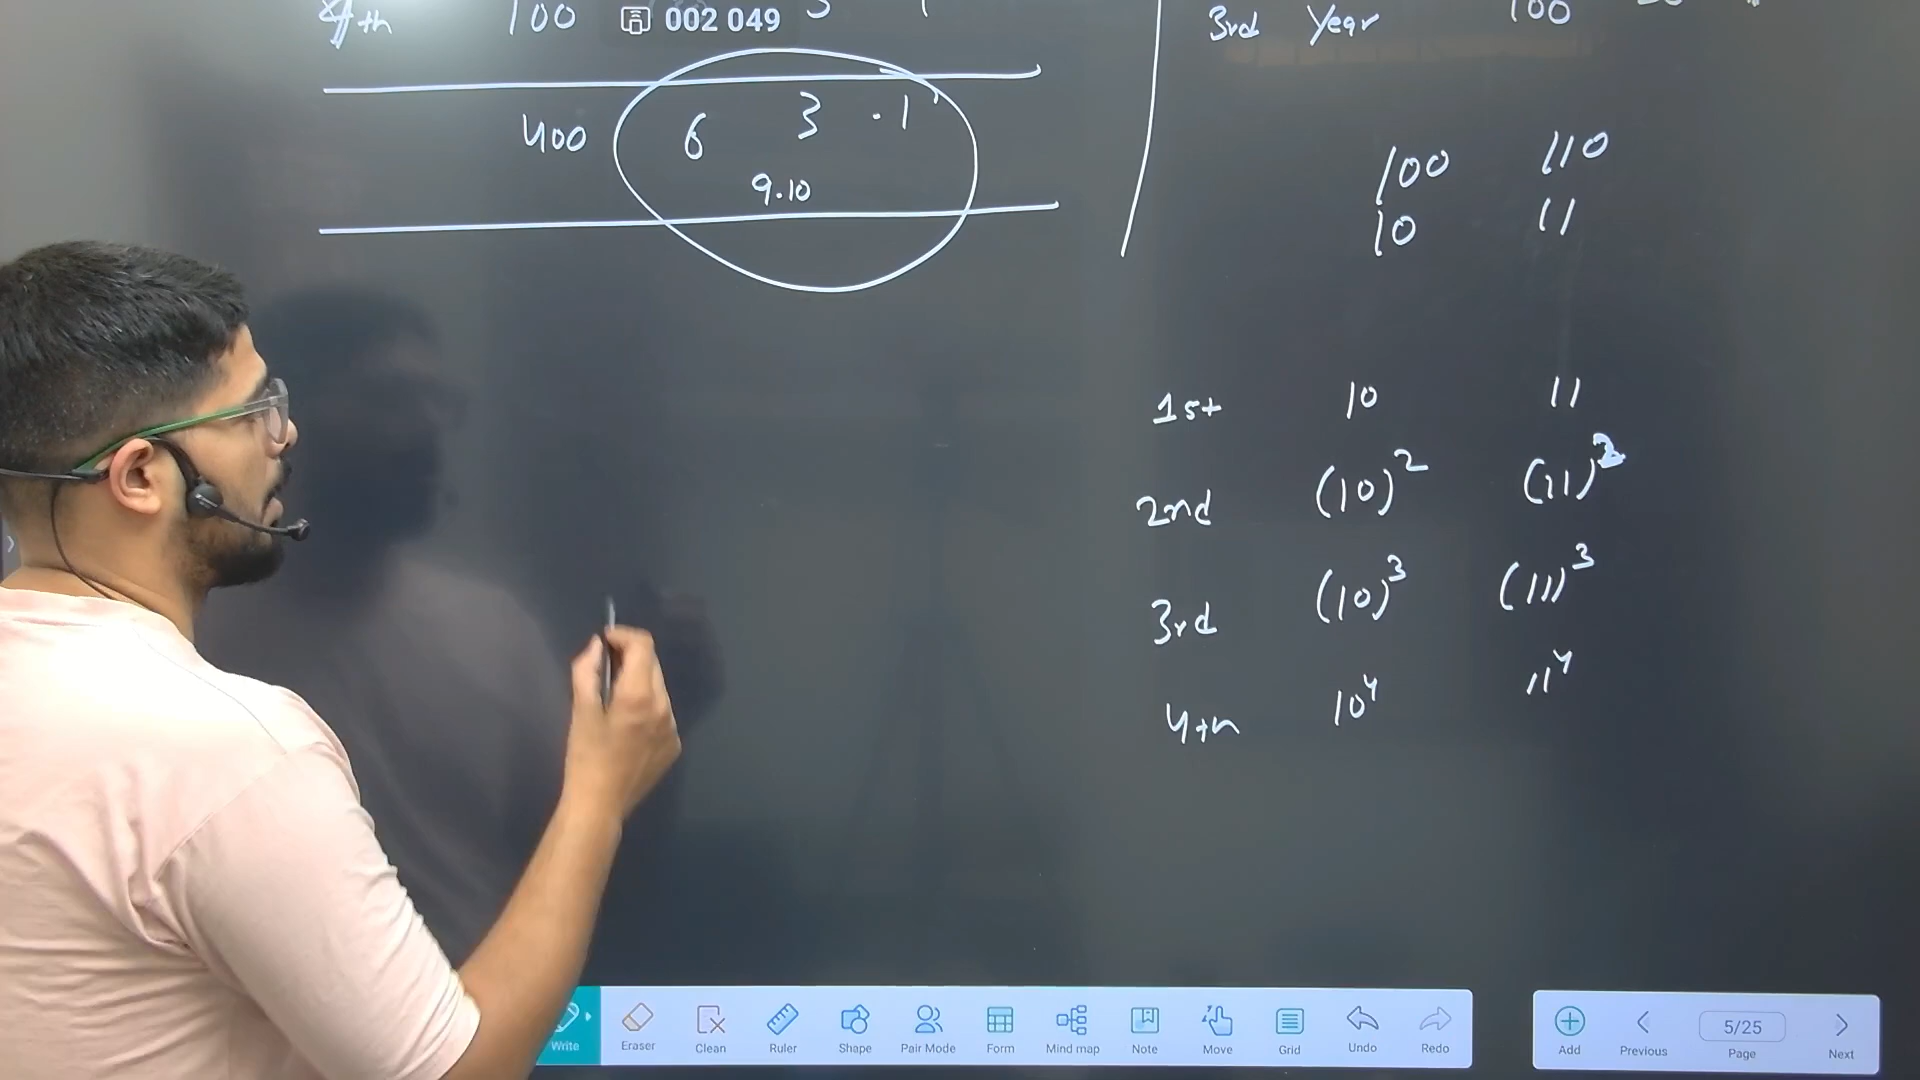 4th 100
002 049
400 6 3 .1
9.10
3rd Year 100
100 110
10 11
1st 10 11
2nd (10)² (11)²
3rd (10)³ (11)³
4th 10⁴ 11⁴
Write Eraser Clean Ruler Shape Pair Mode Form Mind map Note Move Grid Undo Redo
Add Previous 5/25 Page Next